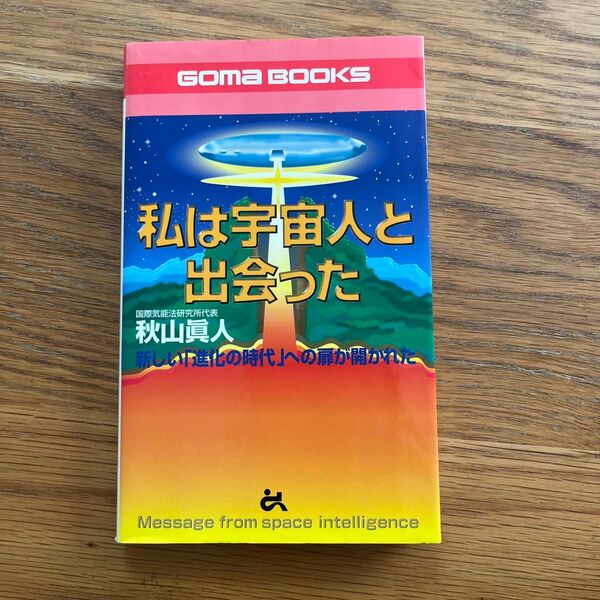 GOMA BOOKS
私は宇宙人と
出会った
国際気能法研究所代表
秋山眞人
新しい「進化の時代」への扉が開かれた
Message from space intelligence